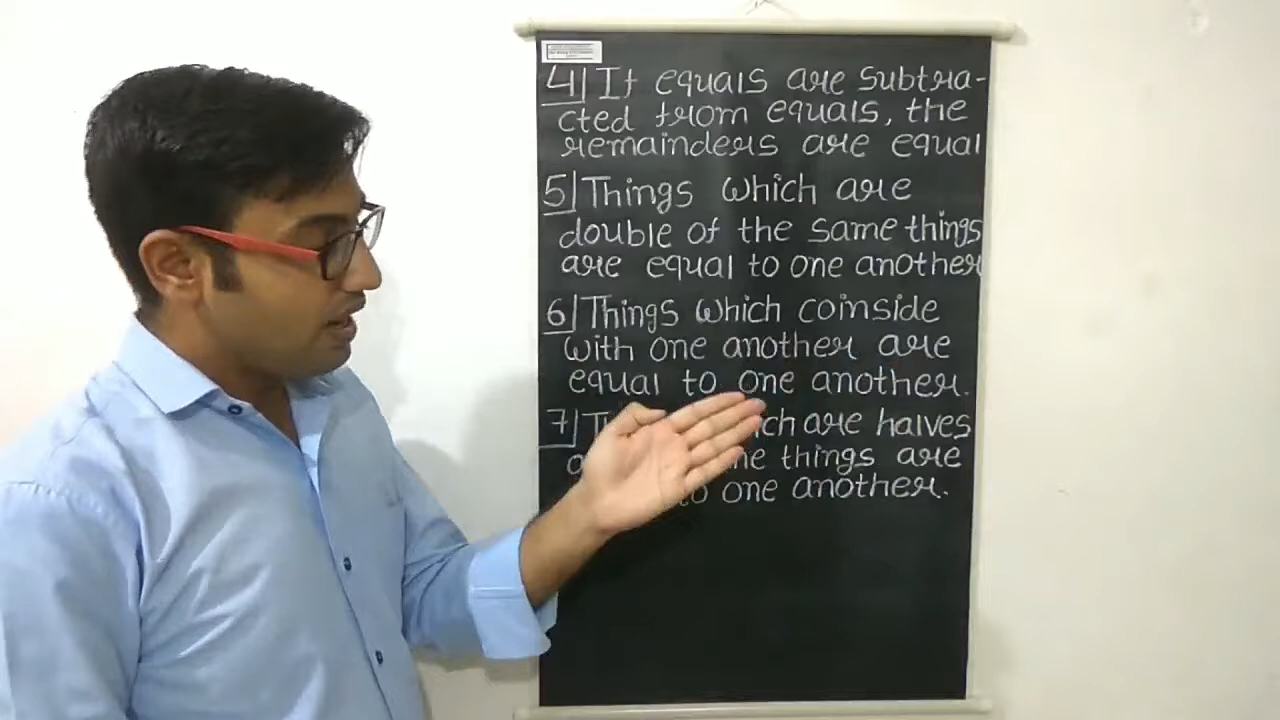 4) If equals are subtra-
cted from equals, the
remainders are equal
5) Things which are
double of the same things
are equal to one another
6) Things which coinside
with one another are
equal to one another.
7) are halves
things are
to one another.